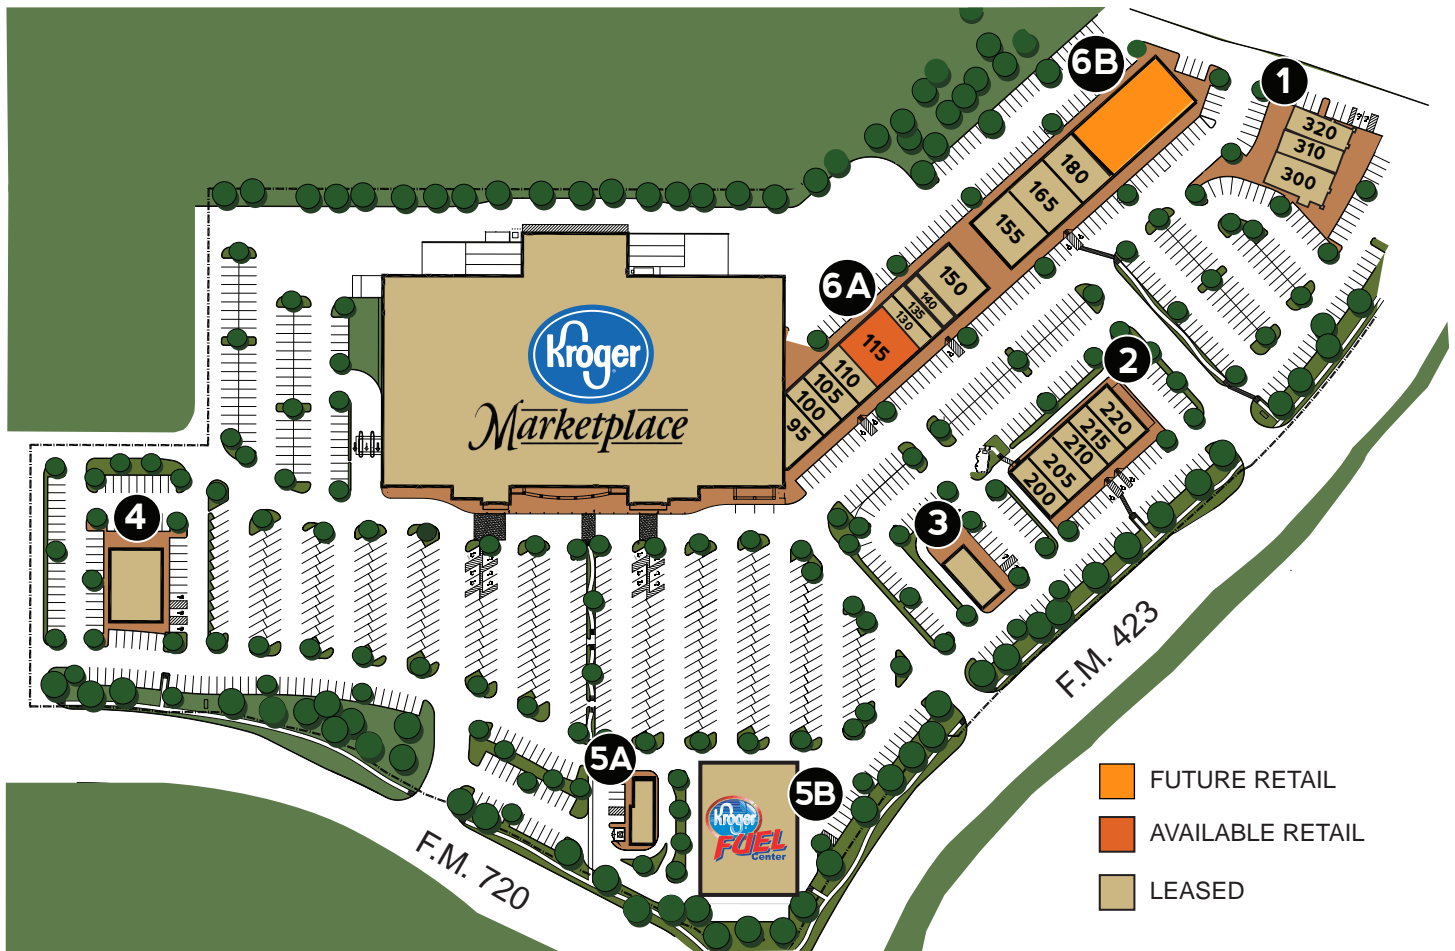 6B
1
320
310
300
180
165
155
6A
150
140
135
130
115
110
105
100
95
Kroger
Marketplace
2
220
215
210
205
200
4
3
F.M. 423
5A
5B
Kroger
FUEL
Center
F.M. 720
FUTURE RETAIL
AVAILABLE RETAIL
LEASED